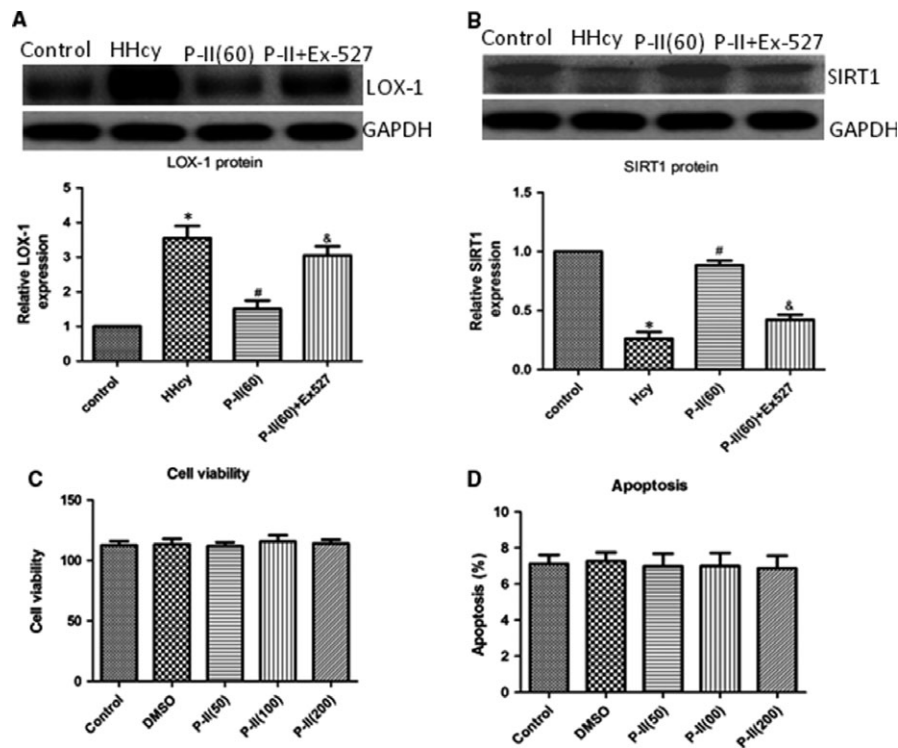 A
Control HHcy P-II(60) P-II+Ex-527
LOX-1
GAPDH
LOX-1 protein
Relative LOX-1
expression
5
4
3
2
1
0
*
#
&
control
HHcy
P-II(60)
P-II(60)+Ex527
B
Control HHcy P-II(60) P-II+Ex-527
SIRT1
GAPDH
SIRT1 protein
Relative SIRT1
expression
1.5
1.0
0.5
0.0
*
#
&
control
Hcy
P-II(60)
P-II(60)+Ex527
C
Cell viability
Cell viability
150
100
50
0
Control
DMSO
P-II(50)
P-II(100)
P-II(200)
D
Apoptosis
Apoptosis (%)
10
8
6
4
2
0
Control
DMSO
P-II(50)
P-II(00)
P-II(200)